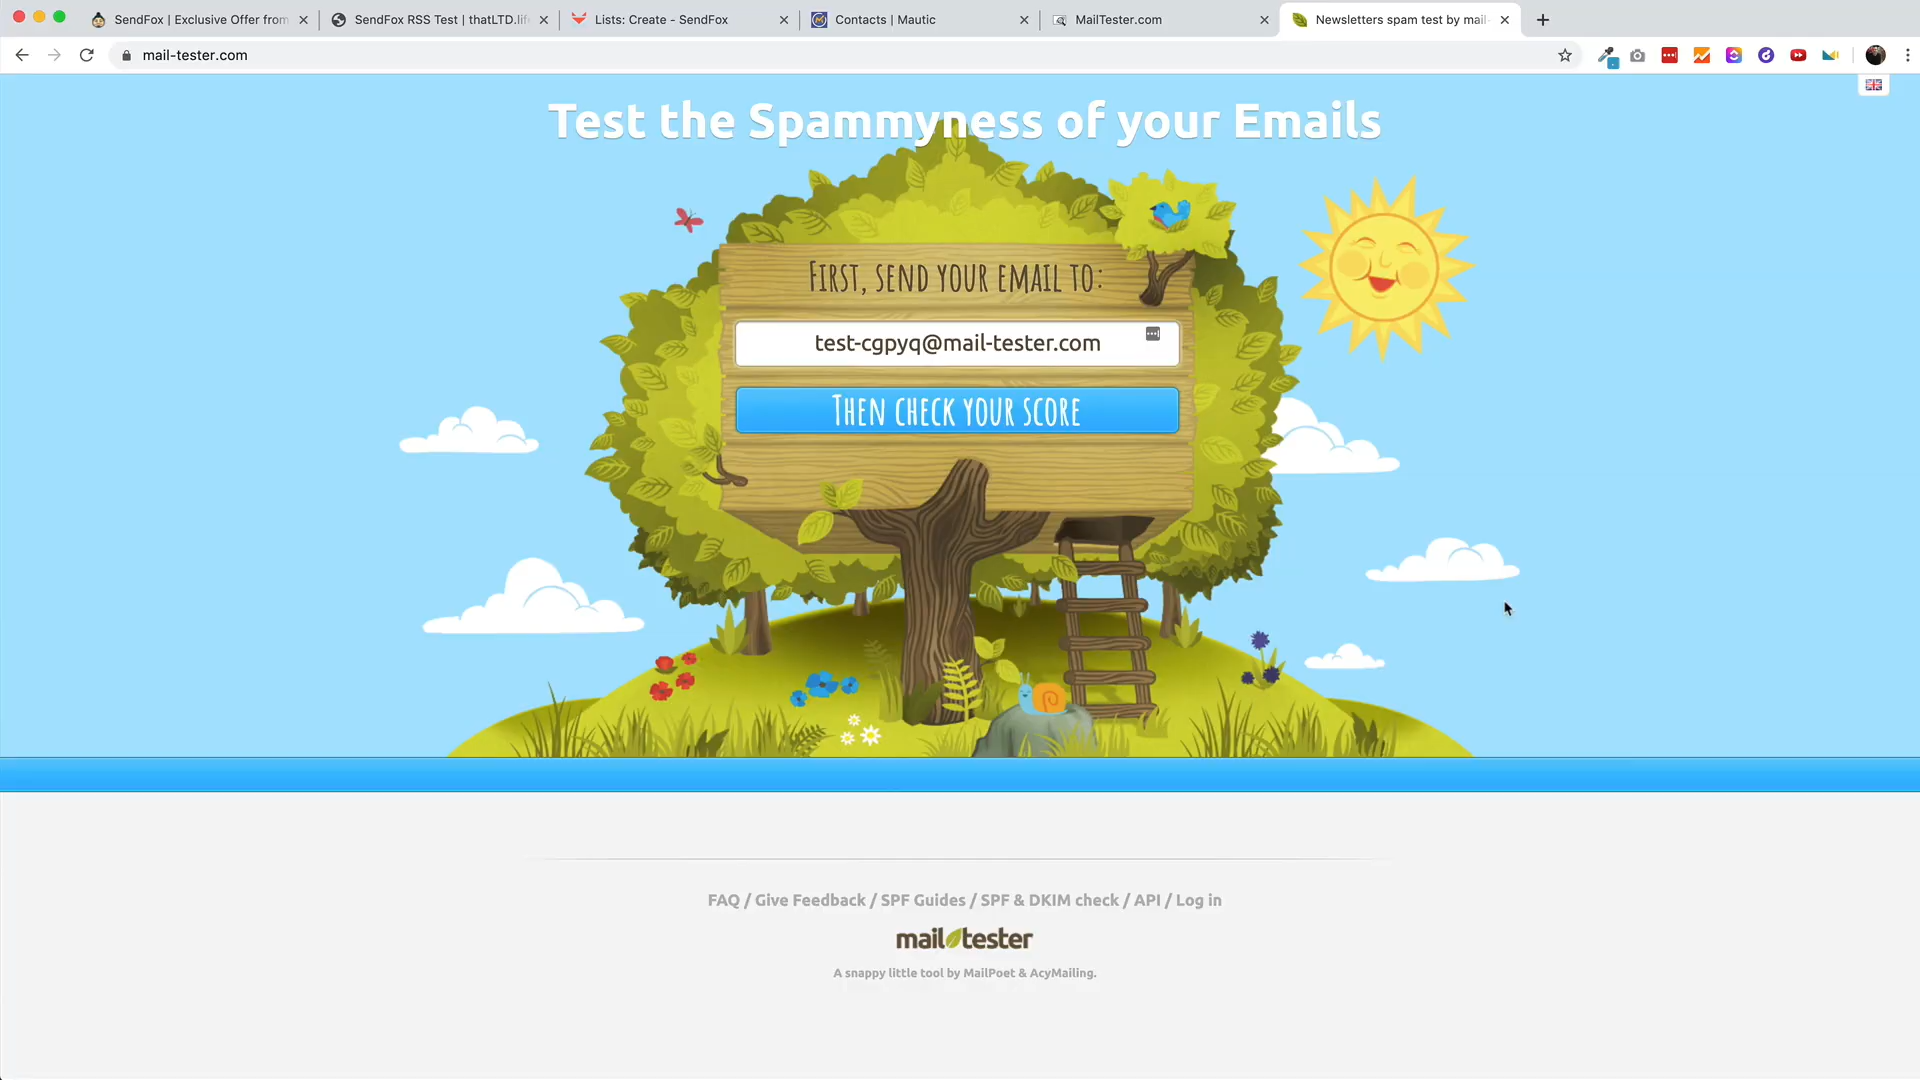 SendFox | Exclusive Offer from
SendFox RSS Test | thatLTD.lif
Lists: Create - SendFox
Contacts | Mautic
MailTester.com
Newsletters spam test by mail-
mail-tester.com
Test the Spammyness of your Emails
First, send your email to:
test-cgpyq@mail-tester.com
Then check your score
FAQ / Give Feedback / SPF Guides / SPF & DKIM check / API / Log in
mail tester
A snappy little tool by MailPoet & AcyMailing.